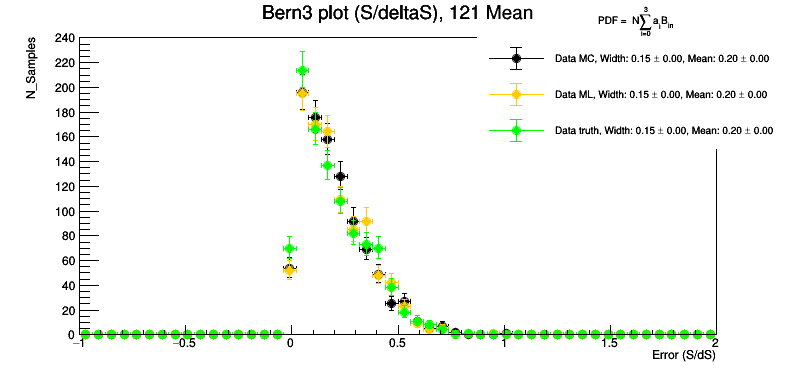 Bern3 plot (S/deltaS), 121 Mean
PDF = N∑³ᵢ₌₀ aᵢBᵢₙ
Data MC, Width: 0.15 ± 0.00, Mean: 0.20 ± 0.00
Data ML, Width: 0.15 ± 0.00, Mean: 0.20 ± 0.00
Data truth, Width: 0.15 ± 0.00, Mean: 0.20 ± 0.00
N_Samples
240
220
200
180
160
140
120
100
80
60
40
20
0
−1 −0.5 0 0.5 1 1.5 2
Error (S/dS)